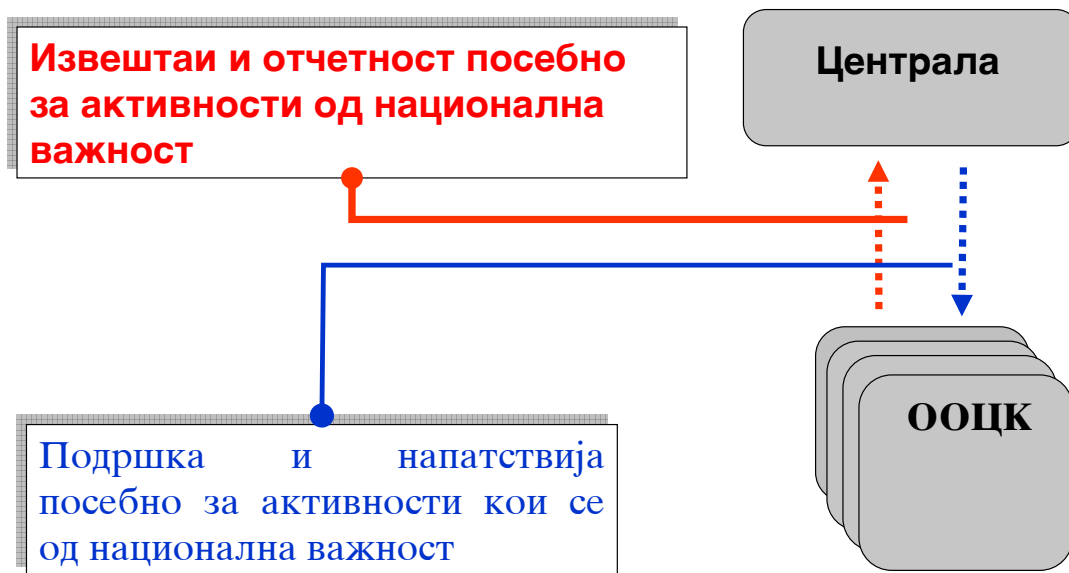 Извештаи и отчетност посебно
за активности од национална
важност
Централа
ООЦК
Подршка и напатствија
посебно за активности кои се
од национална важност